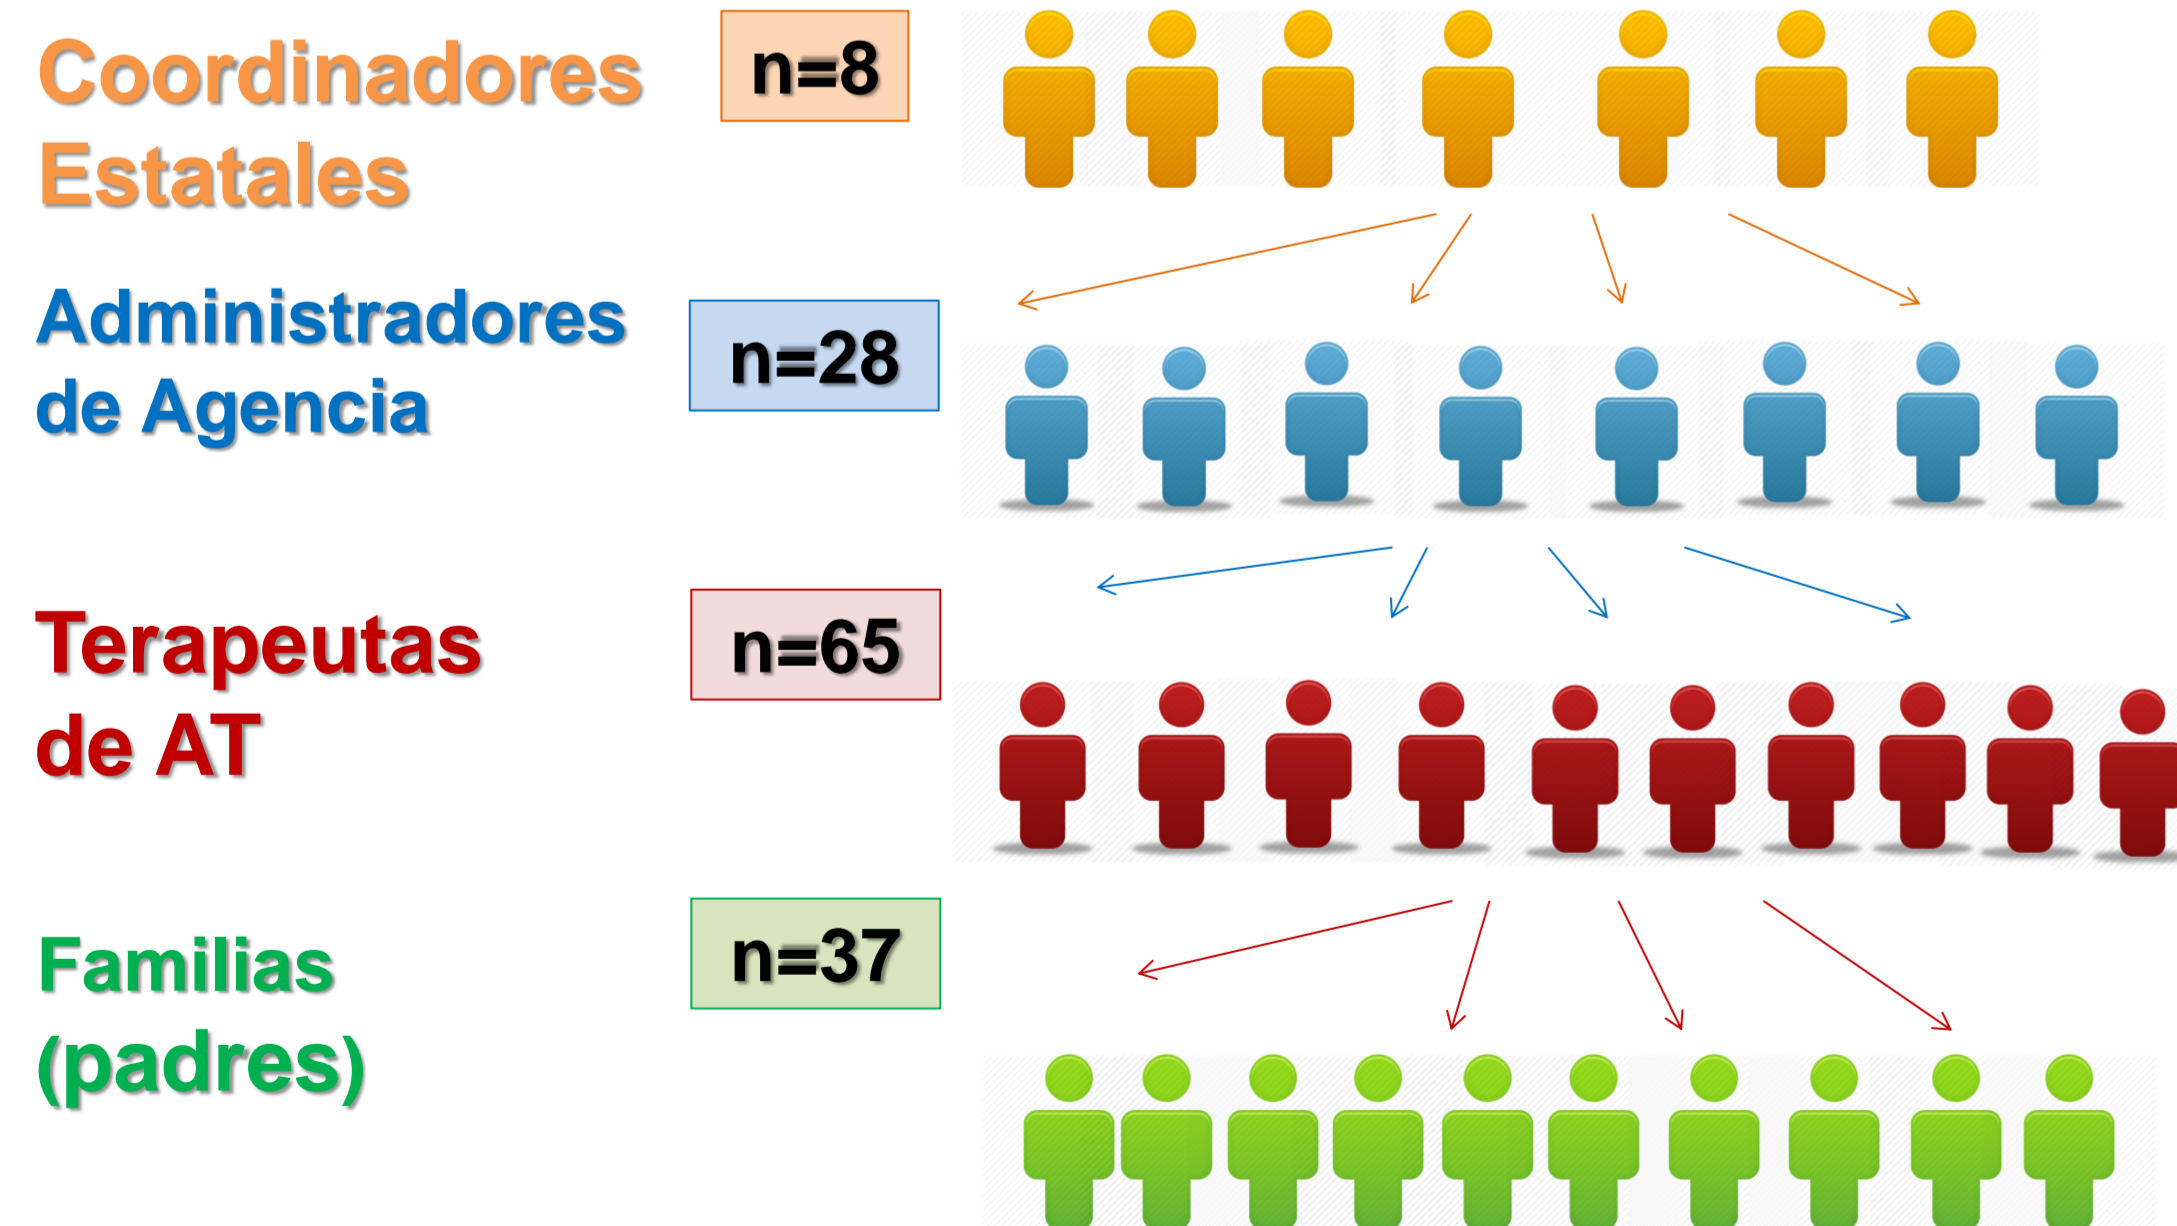 Coordinadores
Estatales
n=8
Administradores
de Agencia
n=28
Terapeutas
de AT
n=65
Familias
(padres)
n=37